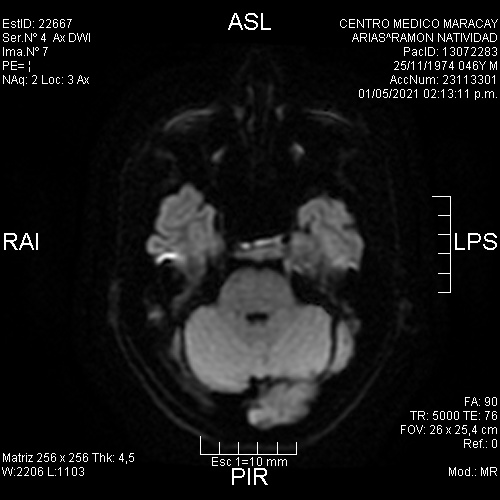 EstID: 22667
Ser.Nº 4 Ax DWI
Ima.Nº 7
PE= ¦
NAq: 2 Loc: 3 Ax
ASL
CENTRO MEDICO MARACAY
ARIAS^RAMON NATIVIDAD
PacID: 13072283
25/11/1974 046Y M
AccNum: 23113301
01/05/2021 02:13:11 p.m.
RAI
LPS
FA: 90
TR: 5000 TE: 76
FOV: 26 x 25,4 cm
Ref.: 0
Mod.: MR
Matriz 256 x 256 Thk: 4,5
W:2206 L:1103
Esc 1=10 mm
PIR